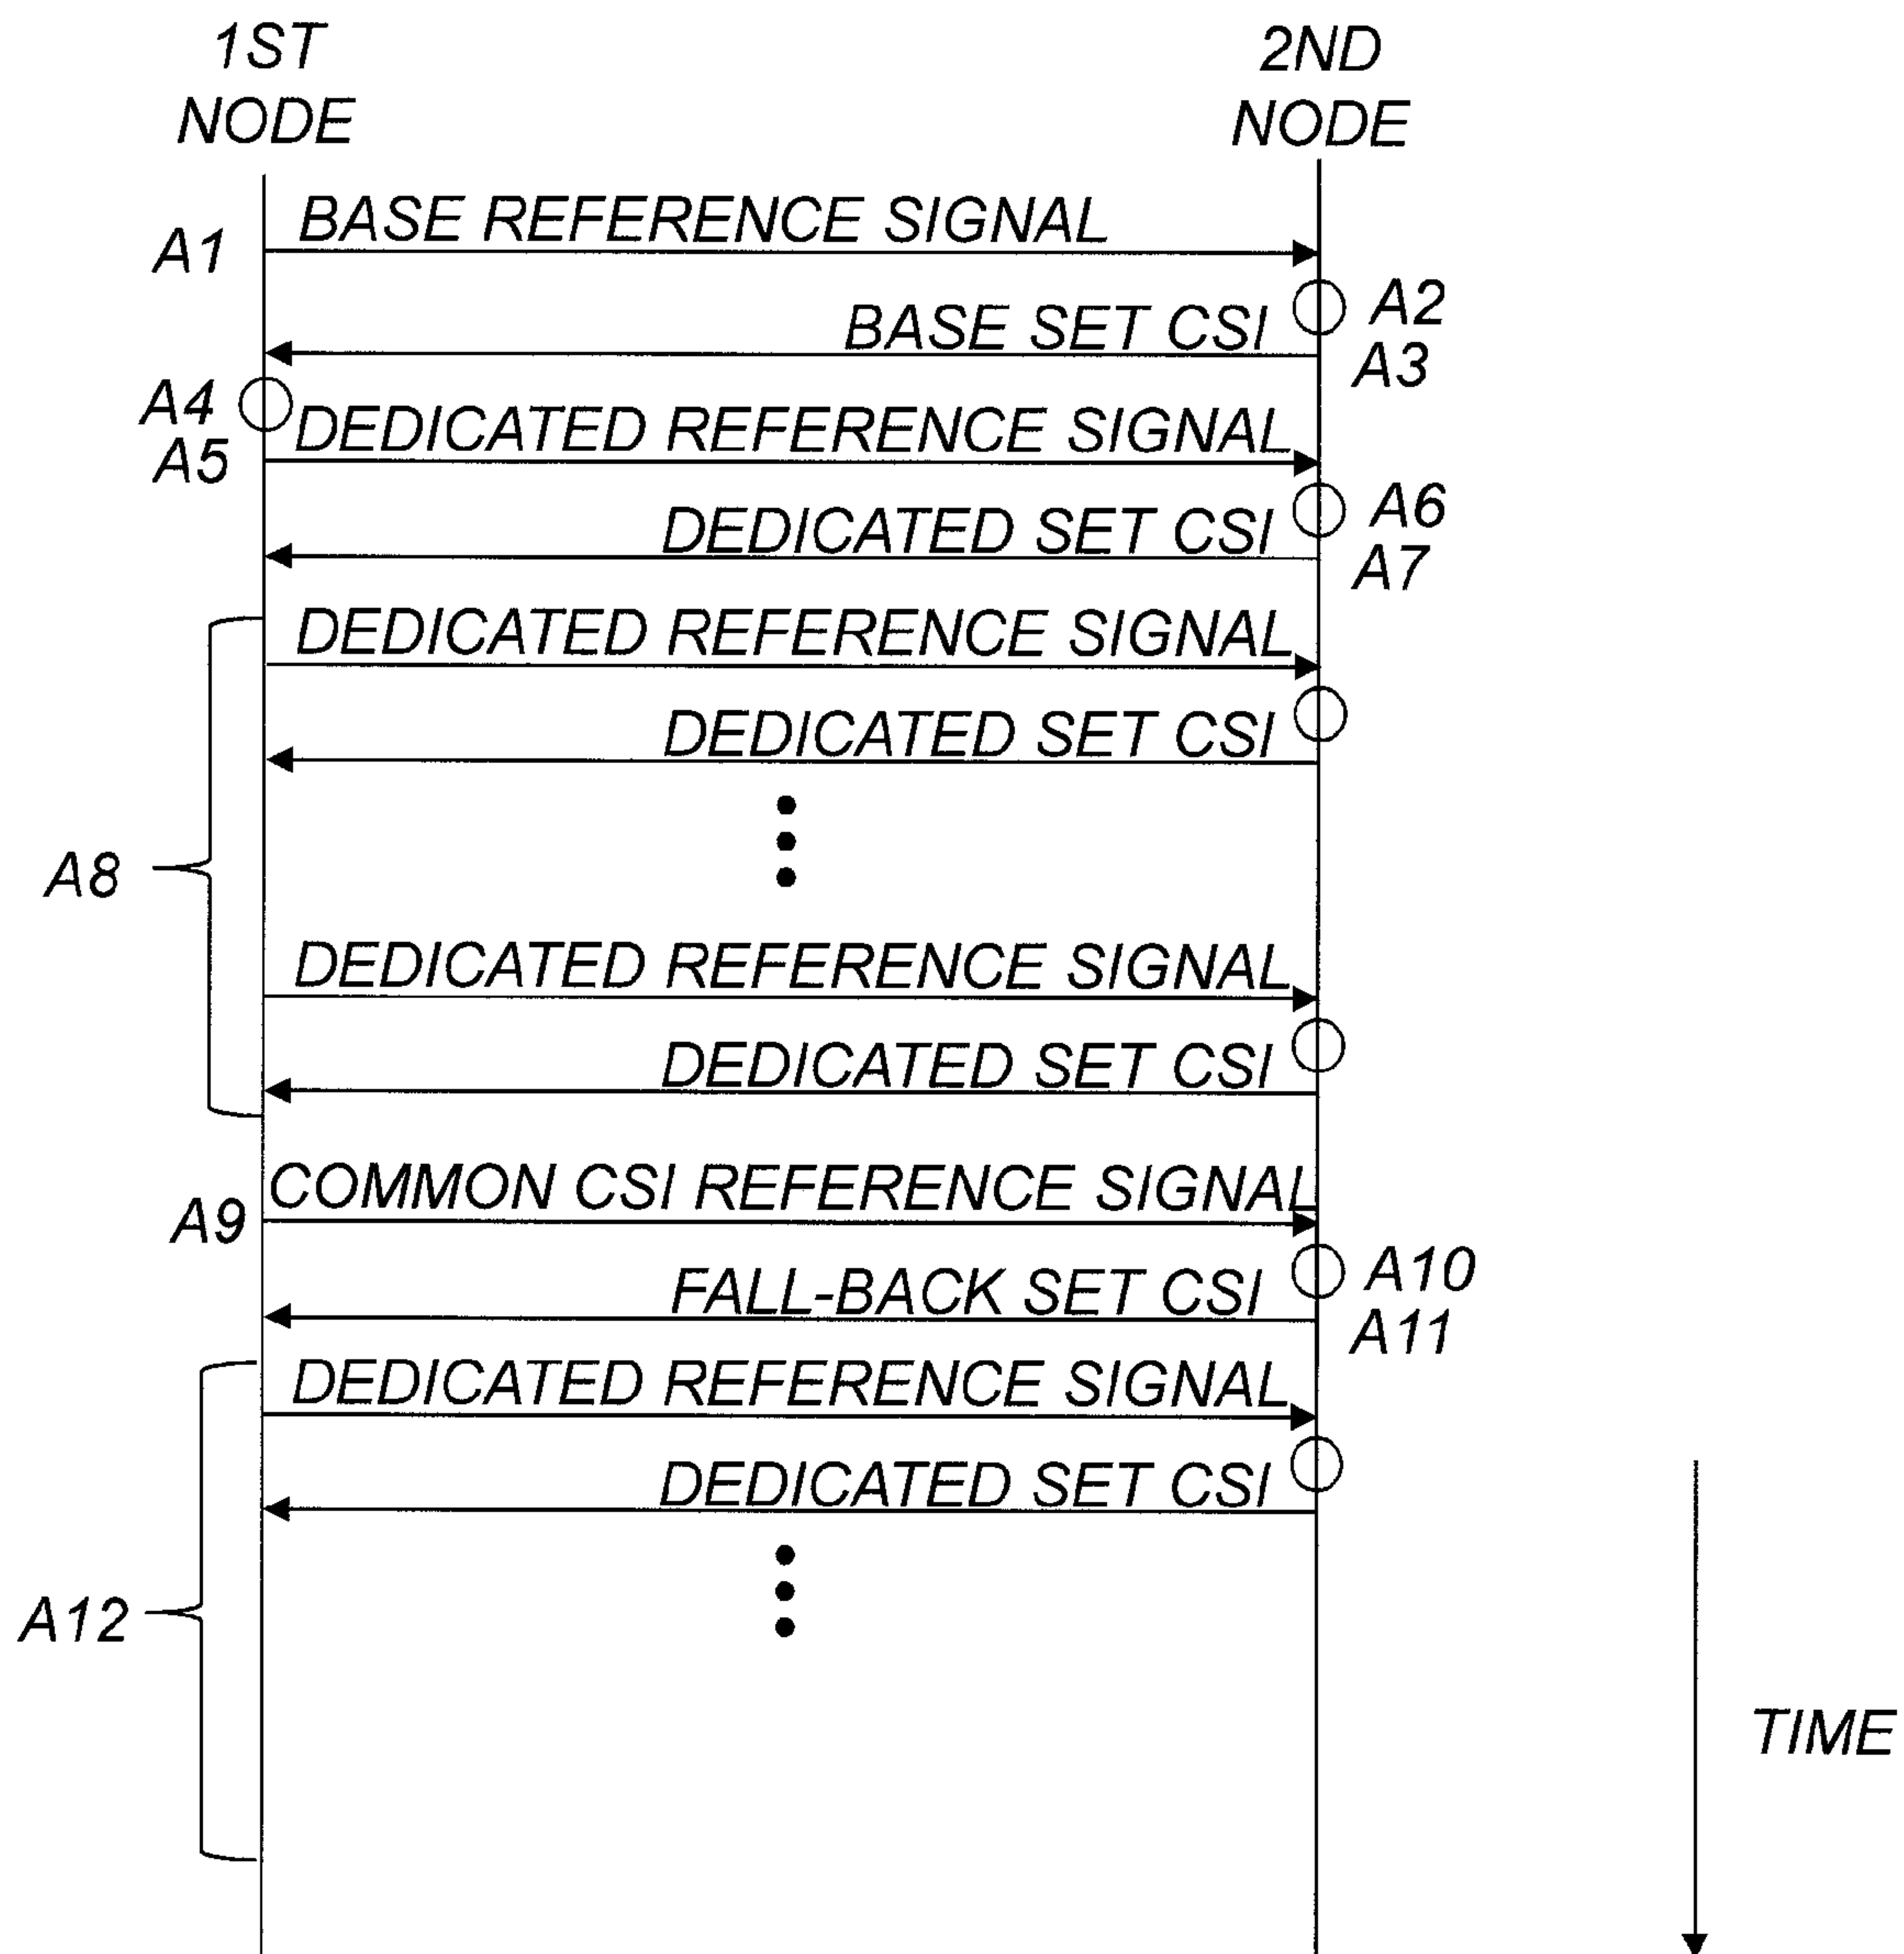 1ST
NODE
2ND
NODE
BASE REFERENCE SIGNAL
A1
A2
BASE SET CSI
A3
A4
DEDICATED REFERENCE SIGNAL
A5
A6
DEDICATED SET CSI
A7
DEDICATED REFERENCE SIGNAL
DEDICATED SET CSI
A8
DEDICATED REFERENCE SIGNAL
DEDICATED SET CSI
COMMON CSI REFERENCE SIGNAL
A9
A10
FALL-BACK SET CSI
A11
DEDICATED REFERENCE SIGNAL
DEDICATED SET CSI
A12
TIME